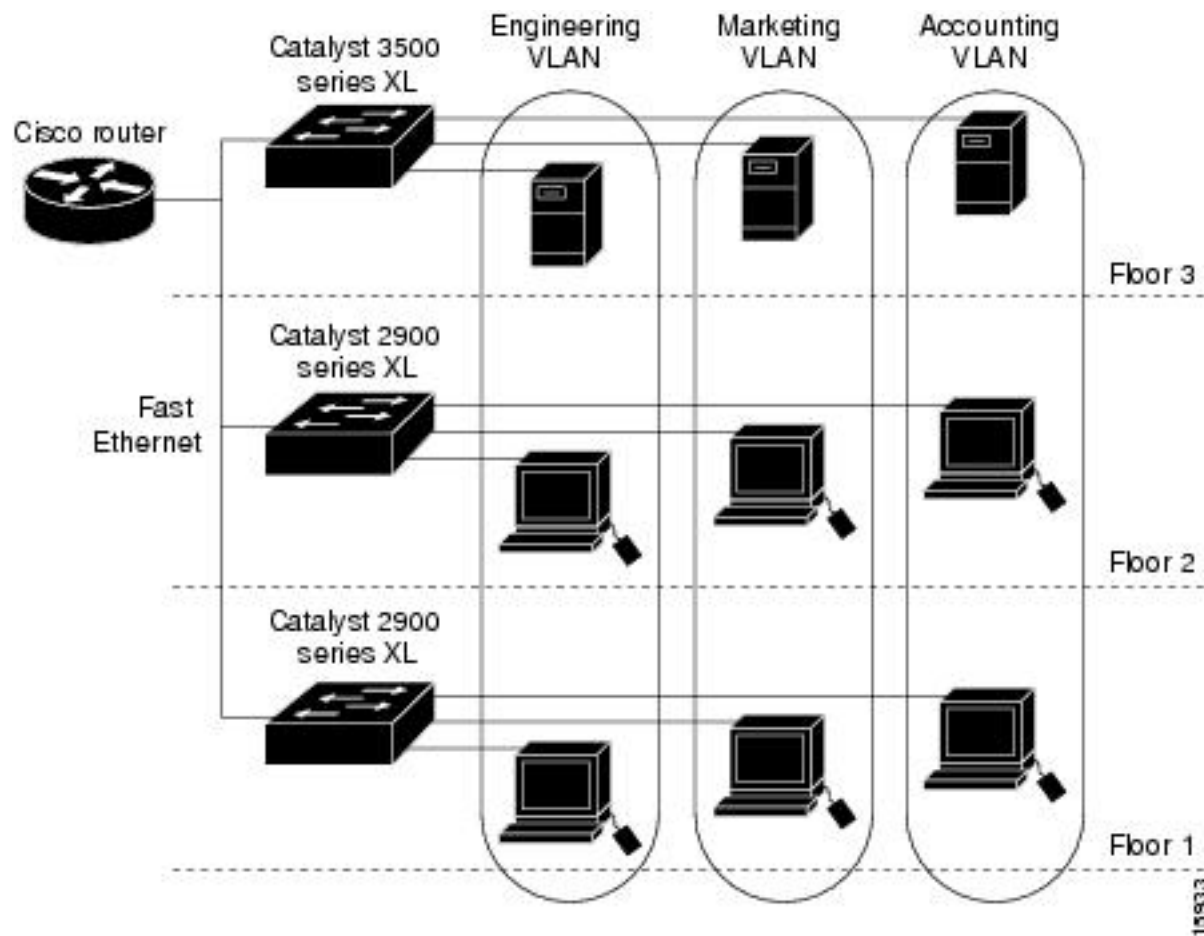 Engineering
VLAN
Marketing
VLAN
Accounting
VLAN
Catalyst 3500
series XL
Cisco router
Floor 3
Catalyst 2900
series XL
Fast
Ethernet
Floor 2
Catalyst 2900
series XL
Floor 1